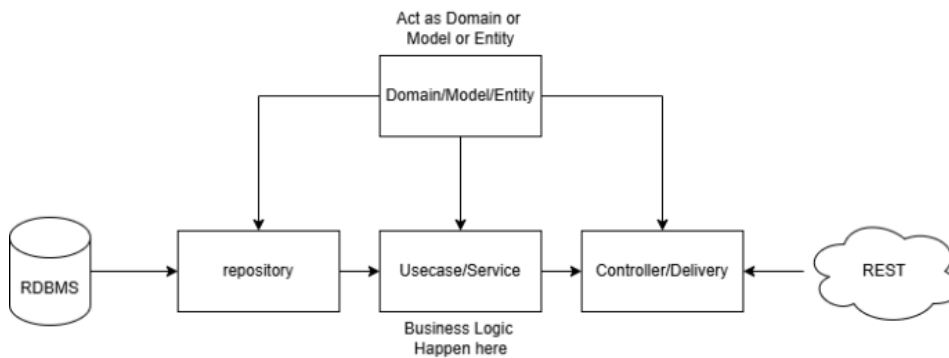 Act as Domain or
Model or Entity
Domain/Model/Entity
RDBMS
repository
Usecase/Service
Controller/Delivery
REST
Business Logic
Happen here